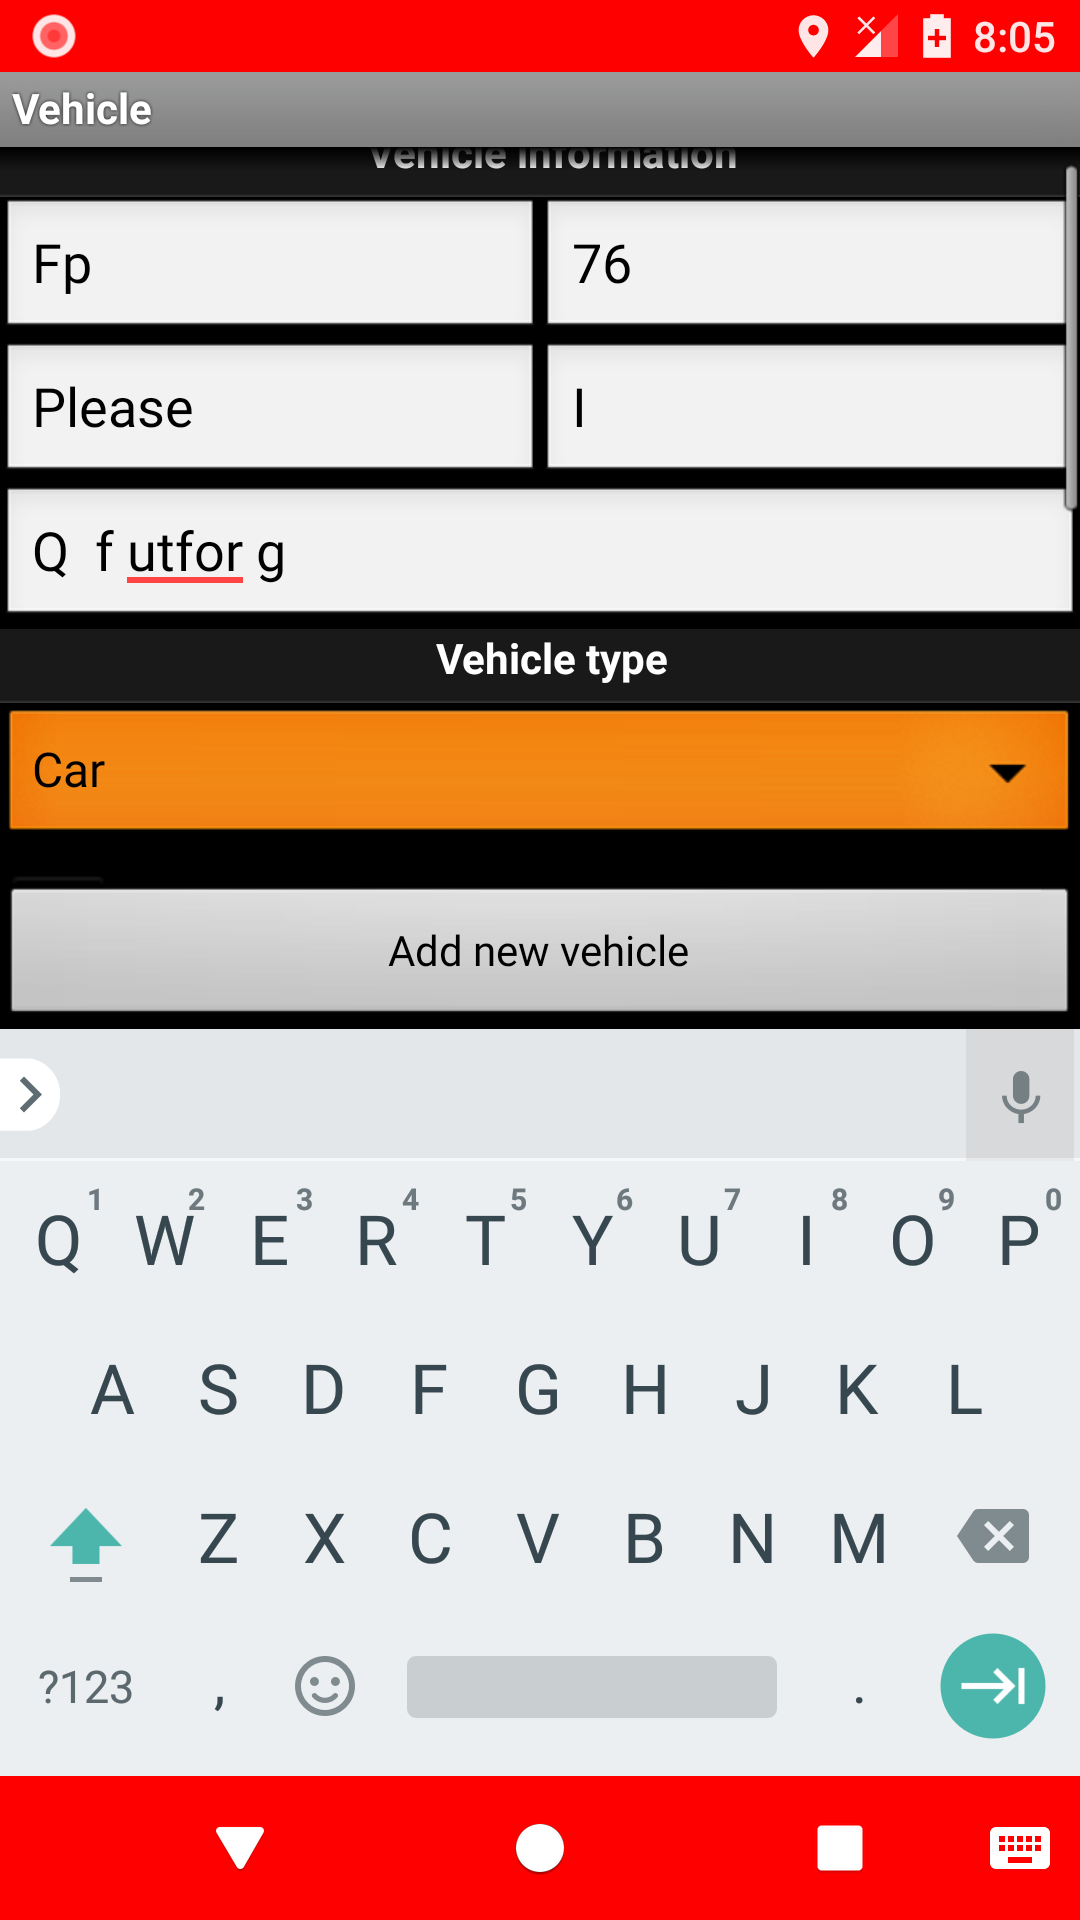 8:05
Vehicle
Vehicle information
Fp 76
Please I
Q f utfor g
Vehicle type
Car
Add new vehicle
1 2 3 4 5 6 7 8 9 0
Q W E R T Y U I O P
A S D F G H J K L
Z X C V B N M
?123 , .